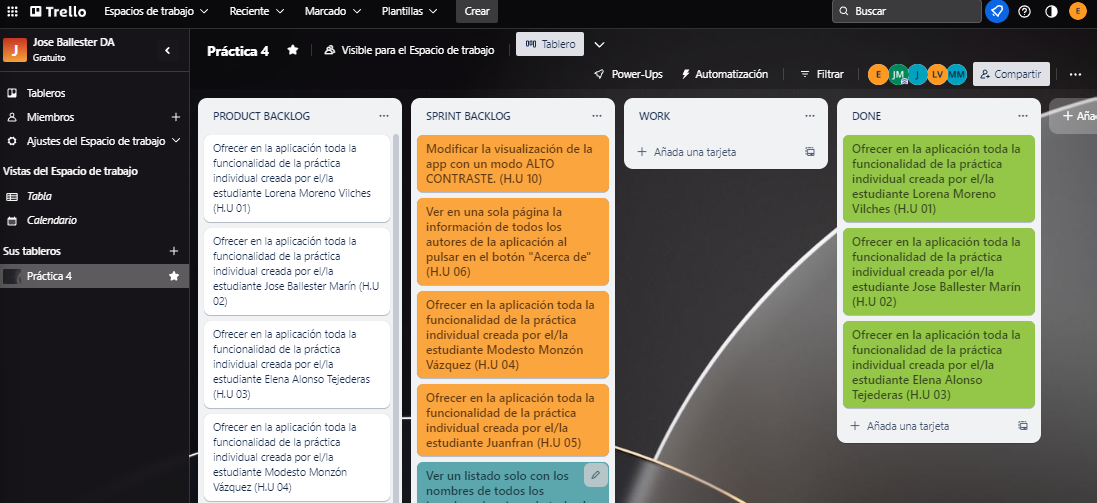 Trello
Espacios de trabajo
Reciente
Marcado
Plantillas
Crear
Buscar
E
J
Jose Ballester DA
Gratuito
Práctica 4
Visible para el Espacio de trabajo
Tablero
Power-Ups
Automatización
Filtrar
E
JM
J
LV
MM
Compartir
Tableros
Miembros
Ajustes del Espacio de trabajo
Vistas del Espacio de trabajo
Tabla
Calendario
Sus tableros
Práctica 4
PRODUCT BACKLOG
Ofrecer en la aplicación toda la
funcionalidad de la práctica
individual creada por el/la
estudiante Lorena Moreno Vilches
(H.U 01)
Ofrecer en la aplicación toda la
funcionalidad de la práctica
individual creada por el/la
estudiante Jose Ballester Marín (H.U
02)
Ofrecer en la aplicación toda la
funcionalidad de la práctica
individual creada por el/la
estudiante Elena Alonso Tejederas
(H.U 03)
Ofrecer en la aplicación toda la
funcionalidad de la práctica
individual creada por el/la
estudiante Modesto Monzón
Vázquez (H.U 04)
SPRINT BACKLOG
Modificar la visualización de la
app con un modo ALTO
CONTRASTE. (H.U 10)
Ver en una sola página la
información de todos los
autores de la aplicación al
pulsar en el botón "Acerca de"
(H.U 06)
Ofrecer en la aplicación toda la
funcionalidad de la práctica
individual creada por el/la
estudiante Modesto Monzón
Vázquez (H.U 04)
Ofrecer en la aplicación toda la
funcionalidad de la práctica
individual creada por el/la
estudiante Juanfran (H.U 05)
Ver un listado solo con los
nombres de todos los
WORK
Añada una tarjeta
DONE
Ofrecer en la aplicación toda la
funcionalidad de la práctica
individual creada por el/la
estudiante Lorena Moreno
Vilches (H.U 01)
Ofrecer en la aplicación toda la
funcionalidad de la práctica
individual creada por el/la
estudiante Jose Ballester Marín
(H.U 02)
Ofrecer en la aplicación toda la
funcionalidad de la práctica
individual creada por el/la
estudiante Elena Alonso
Tejederas (H.U 03)
Añada una tarjeta
Aña